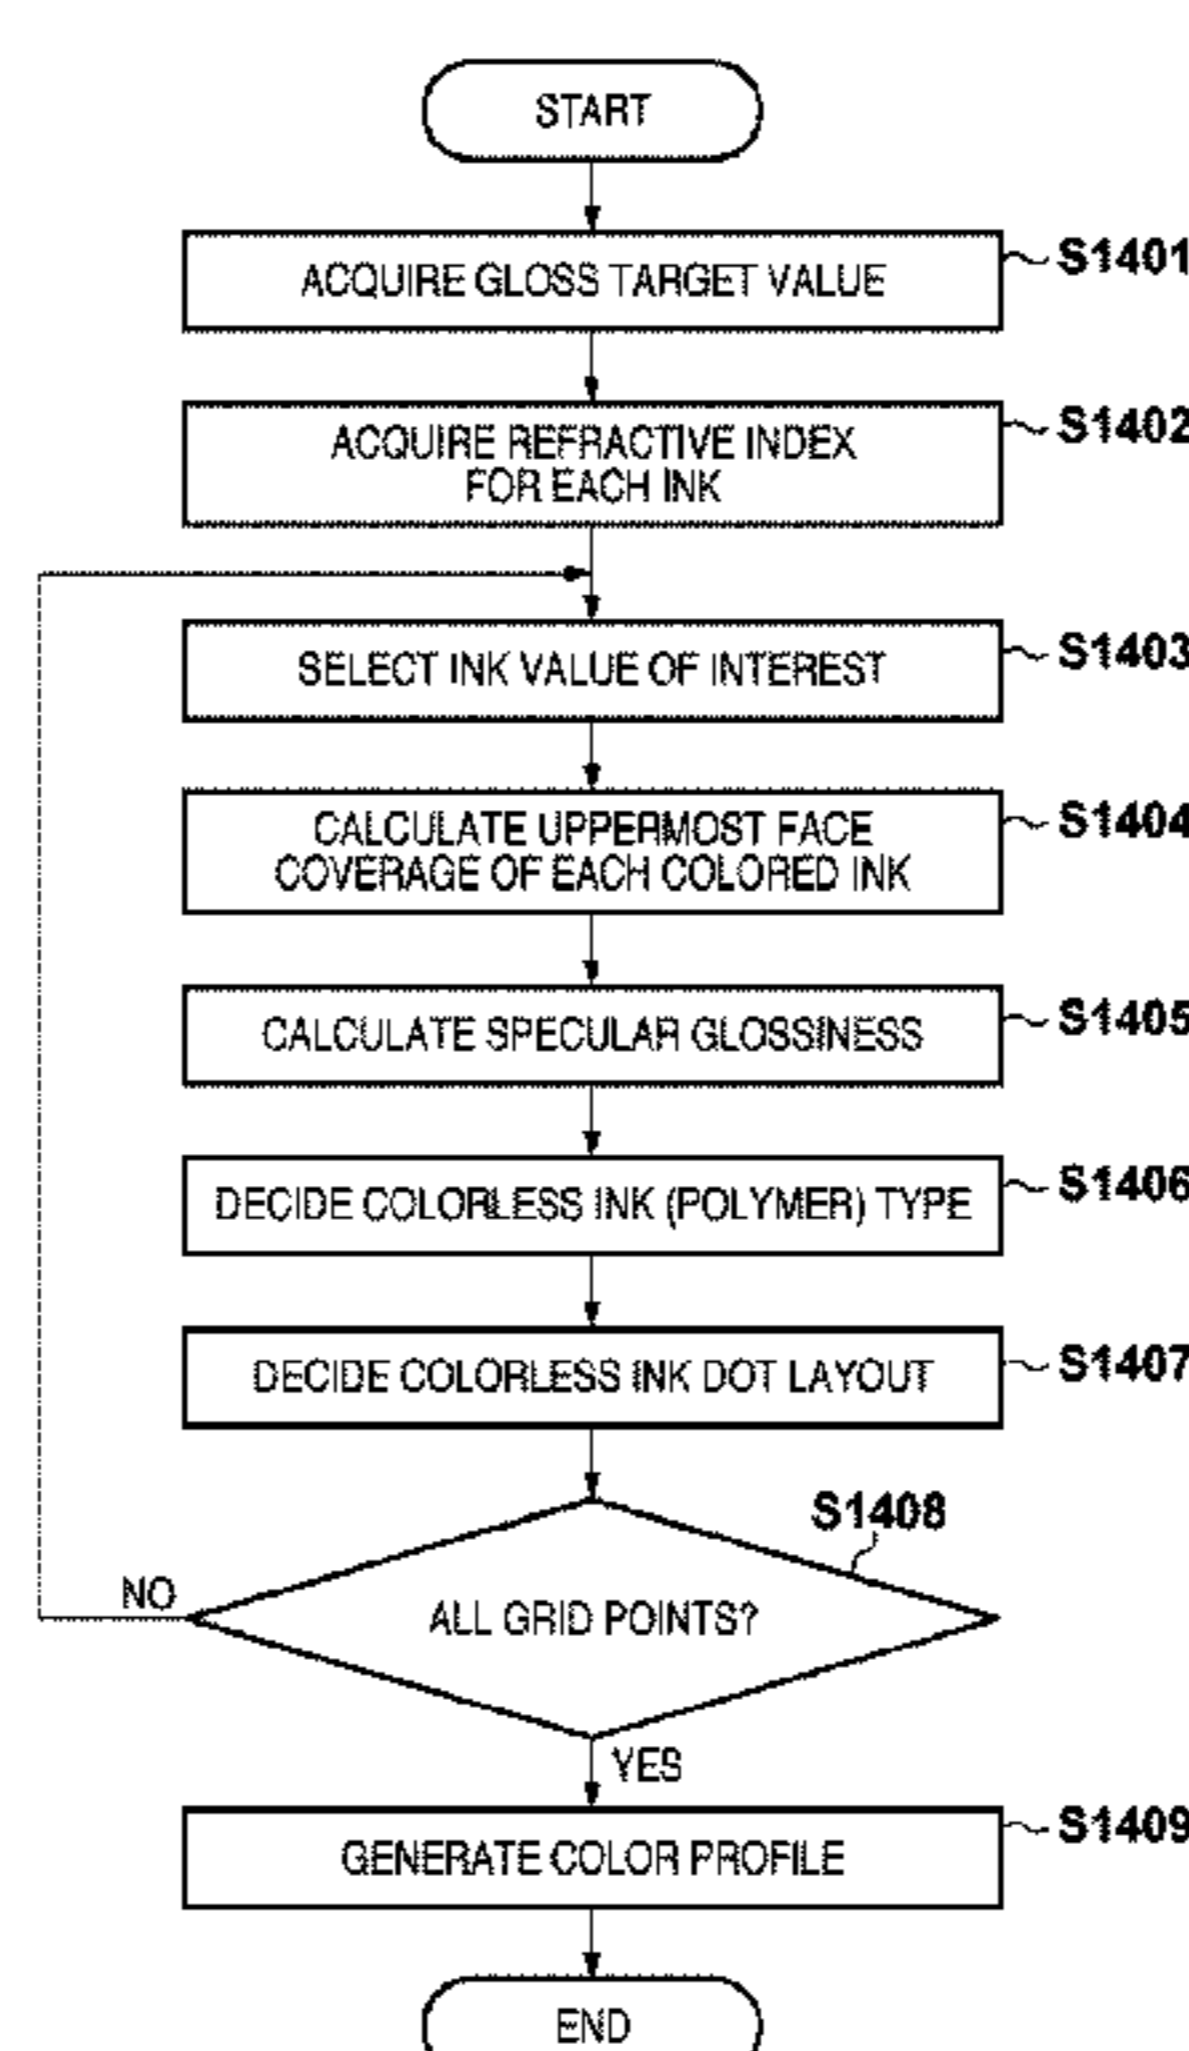 START
ACQUIRE GLOSS TARGET VALUE
S1401
ACQUIRE REFRACTIVE INDEX
FOR EACH INK
S1402
SELECT INK VALUE OF INTEREST
S1403
CALCULATE UPPERMOST FACE
COVERAGE OF EACH COLORED INK
S1404
CALCULATE SPECULAR GLOSSINESS
S1405
DECIDE COLORLESS INK (POLYMER) TYPE
S1406
DECIDE COLORLESS INK DOT LAYOUT
S1407
S1408
NO
ALL GRID POINTS?
YES
GENERATE COLOR PROFILE
S1409
END